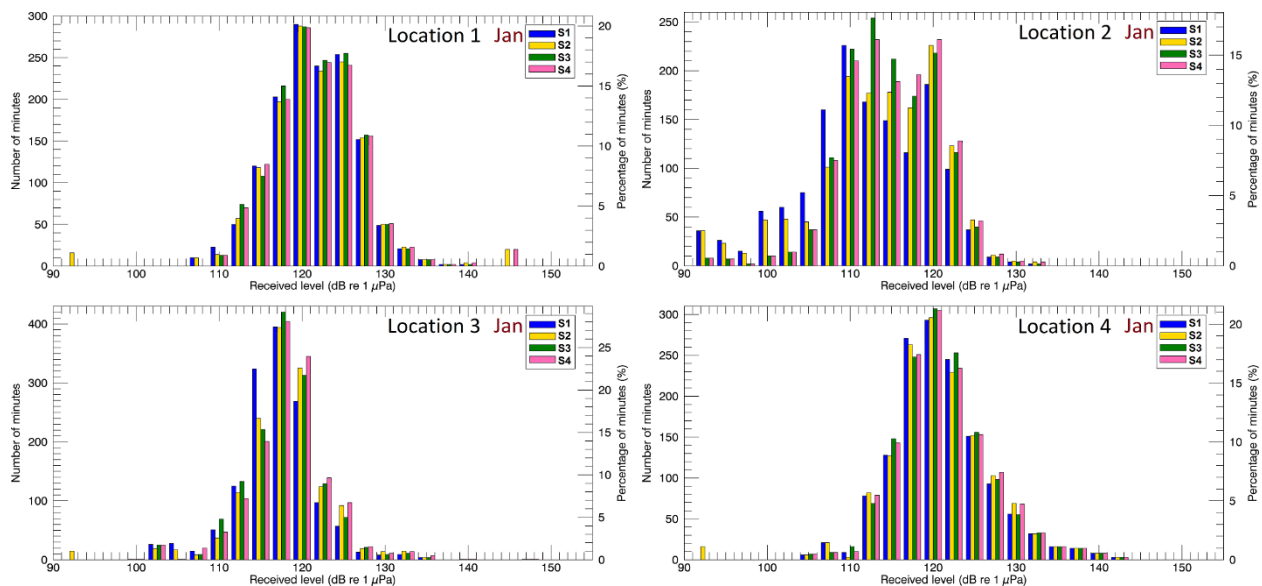 Location 1 Jan
S1
S2
S3
S4
Number of minutes
300
250
200
150
100
50
0
Percentage of minutes (%)
20
15
10
5
0
90 100 110 120 130 140 150
Received level (dB re 1 μPa)
Location 2 Jan
S1
S2
S3
S4
Number of minutes
250
200
150
100
50
0
Percentage of minutes (%)
15
10
5
0
90 100 110 120 130 140 150
Received level (dB re 1 μPa)
Location 3 Jan
S1
S2
S3
S4
Number of minutes
400
300
200
100
0
Percentage of minutes (%)
25
20
15
10
5
0
90 100 110 120 130 140 150
Received level (dB re 1 μPa)
Location 4 Jan
S1
S2
S3
S4
Number of minutes
300
250
200
150
100
50
0
Percentage of minutes (%)
20
15
10
5
0
90 100 110 120 130 140 150
Received level (dB re 1 μPa)